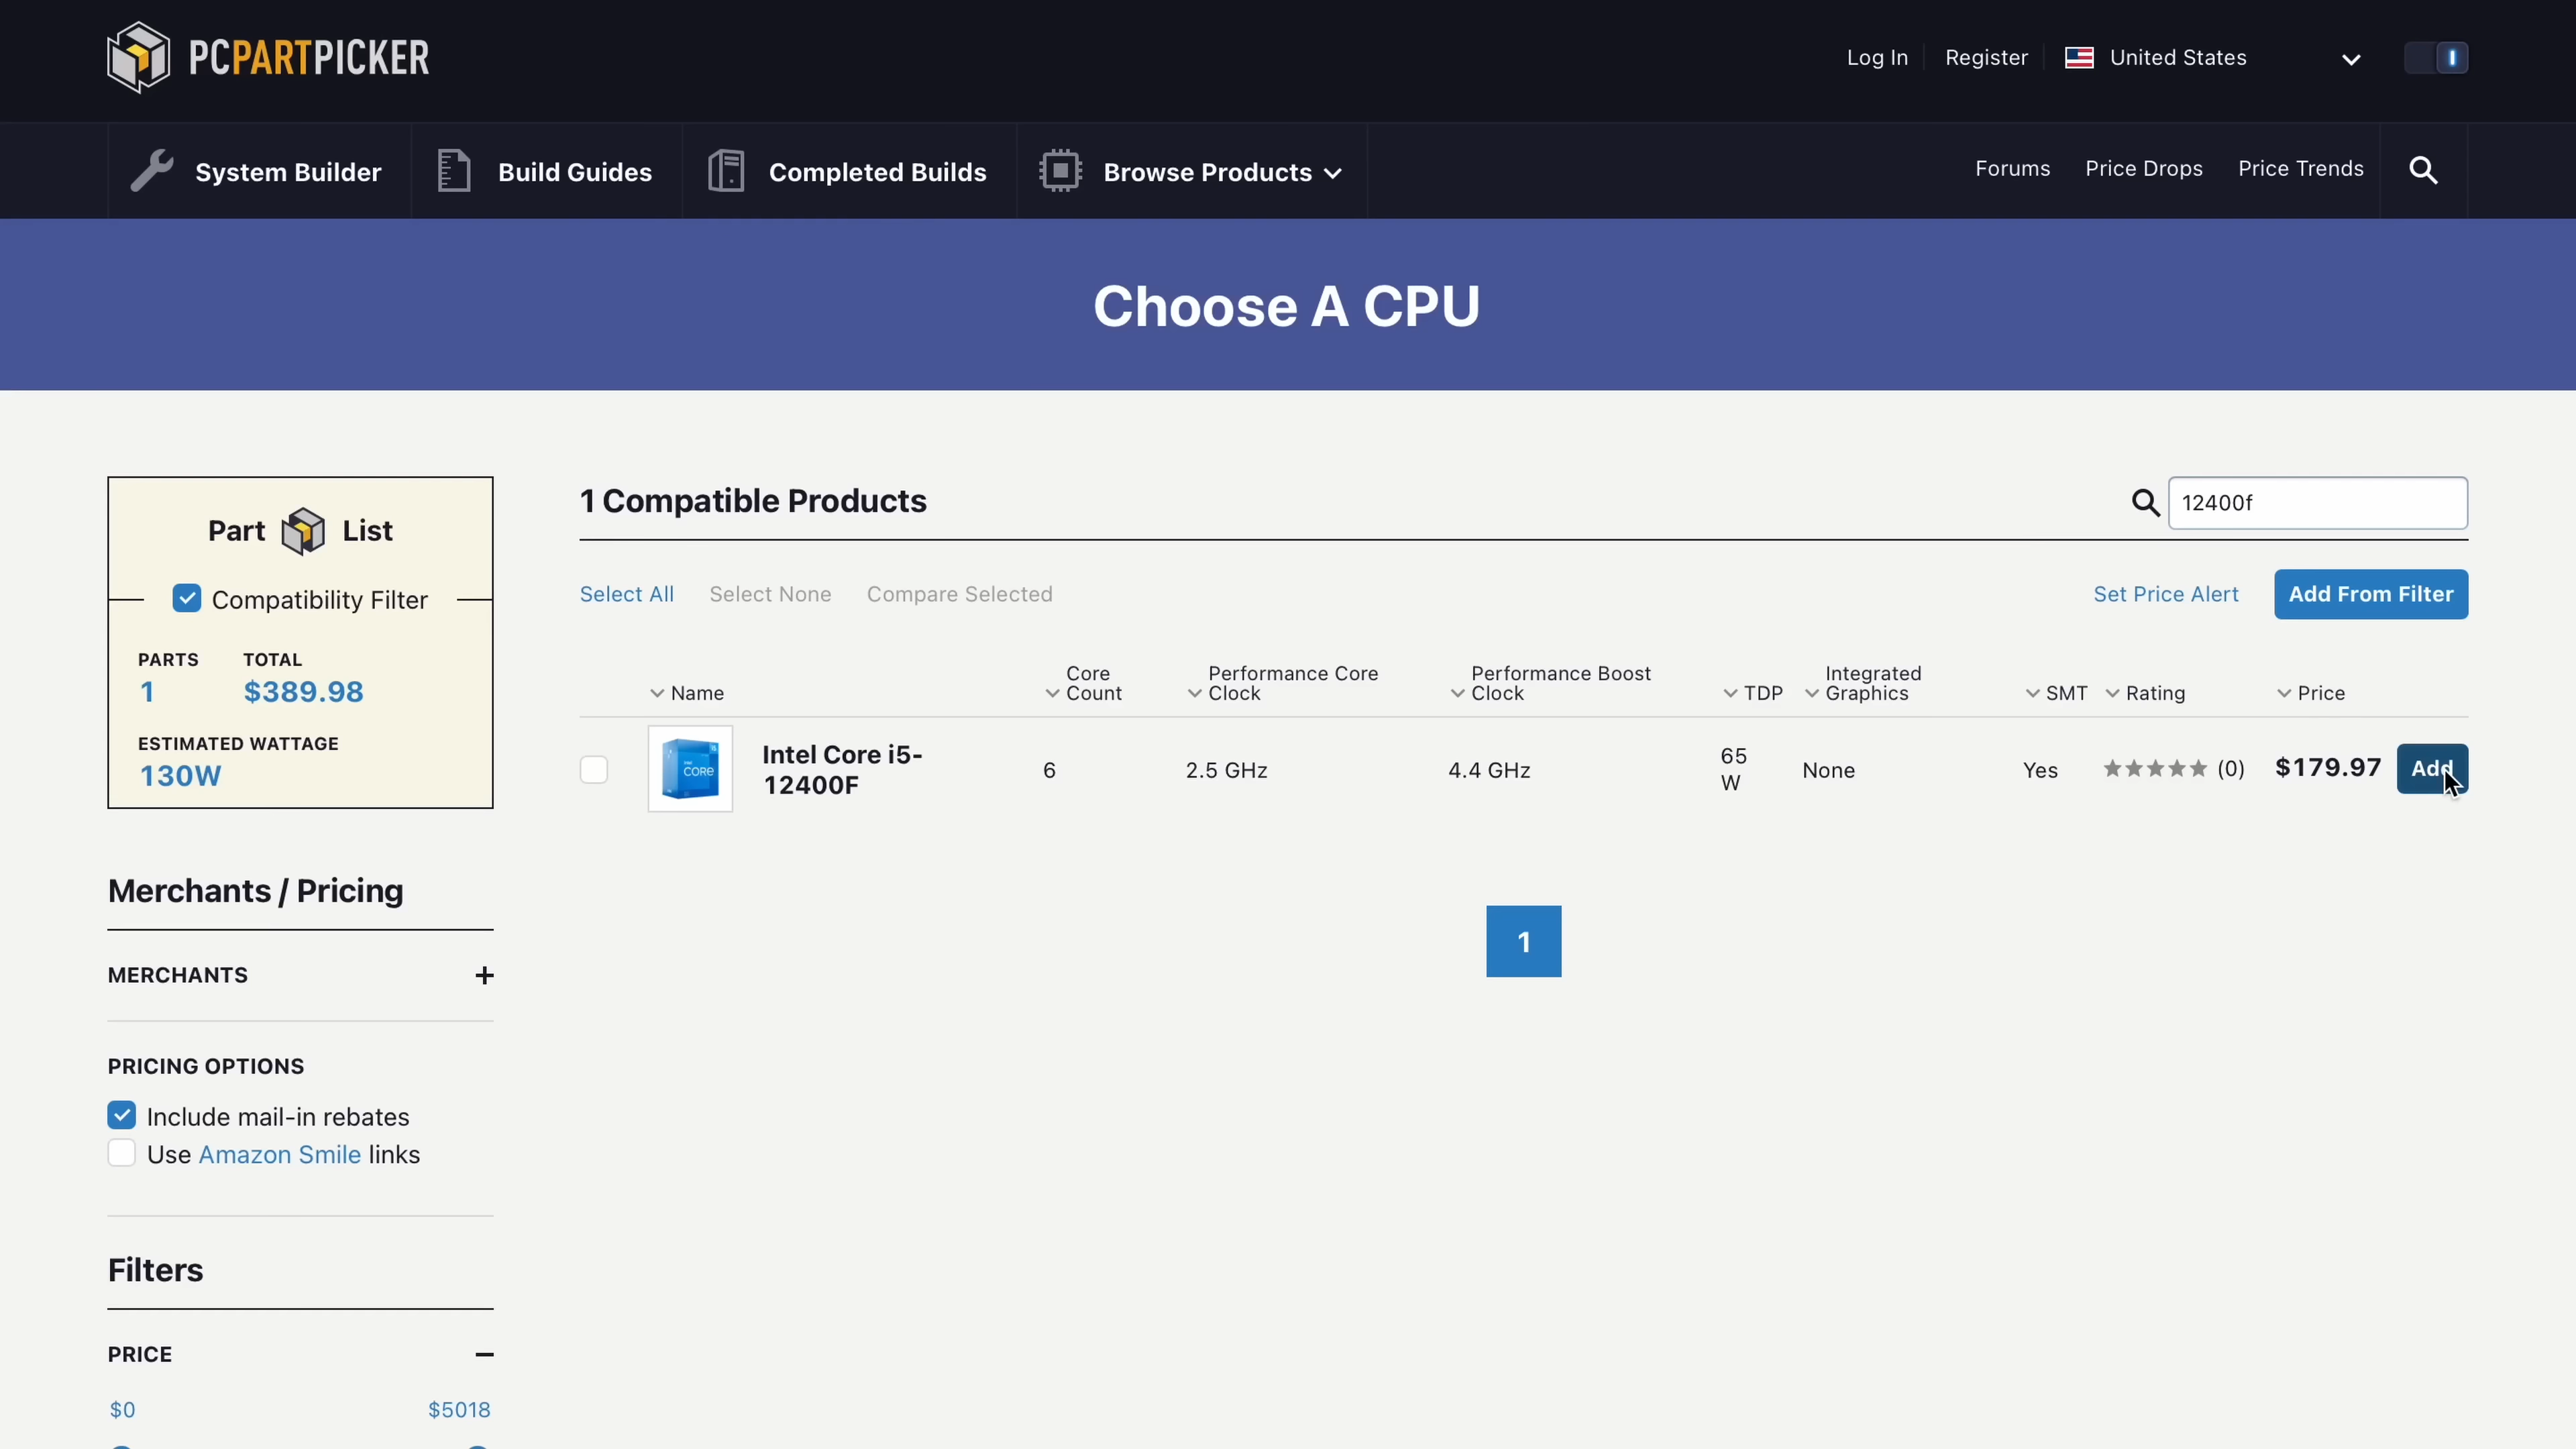 PCPARTPICKER
Log In
Register
United States
System Builder
Build Guides
Completed Builds
Browse Products
Forums
Price Drops
Price Trends
Choose A CPU
Part List
Compatibility Filter
PARTS
TOTAL
1
$389.98
ESTIMATED WATTAGE
130W
1 Compatible Products
12400f
Select All
Select None
Compare Selected
Set Price Alert
Add From Filter
Name
Core
Count
Performance Core
Clock
Performance Boost
Clock
TDP
Integrated
Graphics
SMT
Rating
Price
CORE
Intel Core i5-
12400F
6
2.5 GHz
4.4 GHz
65
W
None
Yes
(0)
$179.97
Add
1
Merchants / Pricing
MERCHANTS
PRICING OPTIONS
Include mail-in rebates
Use Amazon Smile links
Filters
PRICE
$0
$5018